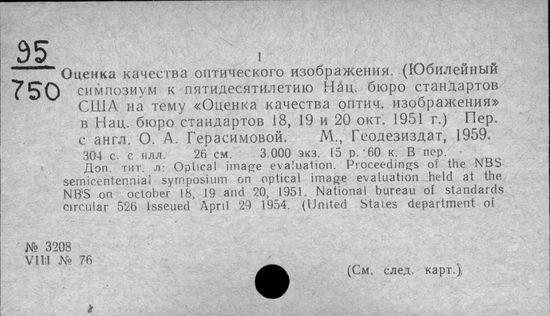 95
750
1
Оценка качества оптического изображения. (Юбилейный
симпозиум к пятидесятилетию Нац. бюро стандартов
США на тему «Оценка качества оптич. изображения»
в Нац. бюро стандартов 18, 19 и 20 окт. 1951 г.) Пер.
с англ. О. А. Герасимовой. М., Геодезиздат, 1959.
304 с. с илл. 26 см. 3.000 экз. 15 р. 60 к. В пер.
Доп. тит. л: Optical image evaluation. Proceedings of the NBS
semicentennial symposium on optical image evaluation held at the
NBS on october 18, 19 and 20, 1951. National bureau of standards
circular 526 Isseued April 29 1954. (United States department of
№ 3208
VIII № 76
(См. след. карт.)